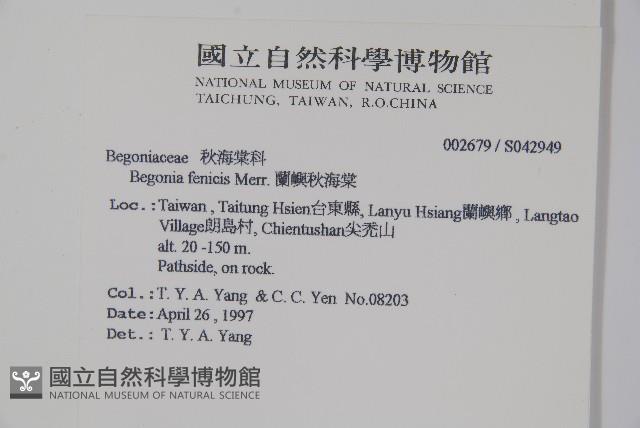 國立自然科學博物館
NATIONAL MUSEUM OF NATURAL SCIENCE
TAICHUNG, TAIWAN, R.O.CHINA
002679 / S042949
Begoniaceae 秋海棠科
Begonia fenicis Merr. 蘭嶼秋海棠
Loc.:Taiwan , Taitung Hsien台東縣, Lanyu Hsiang蘭嶼鄉 , Langtao
Village朗島村, Chientushan尖禿山
alt. 20 -150 m.
Pathside, on rock.
Col.:T. Y. A. Yang & C. C. Yen No.08203
Date:April 26 , 1997
Det.: T. Y. A. Yang
國立自然科學博物館
NATIONAL MUSEUM OF NATURAL SCIENCE